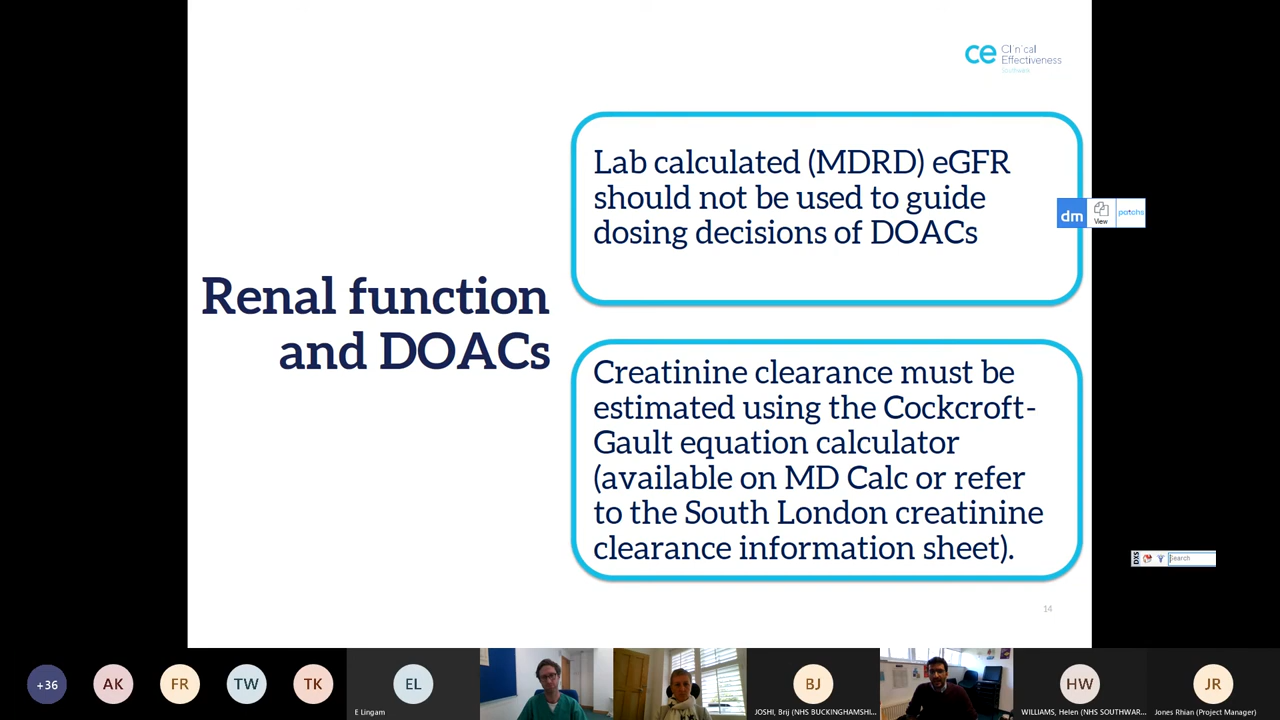 ce
Clinical
Effectiveness
Southwark
Lab calculated (MDRD) eGFR
should not be used to guide
dosing decisions of DOACs
Renal function
and DOACs
Creatinine clearance must be
estimated using the Cockcroft-
Gault equation calculator
(available on MD Calc or refer
to the South London creatinine
clearance information sheet).
dm
View
patchs
DXS
Search
14
+36
AK
FR
TW
TK
EL
BJ
HW
JR
E Lingam
JOSHI, Brij (NHS BUCKINGHAMSHI...
WILLIAMS, Helen (NHS SOUTHWAR...
Jones Rhian (Project Manager)